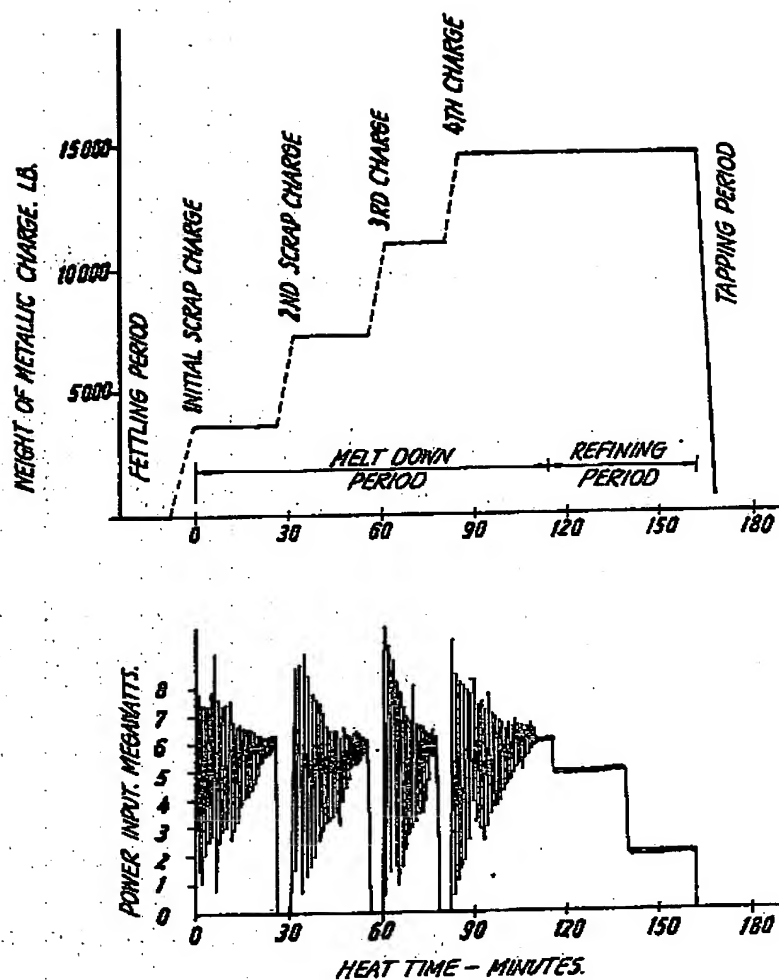 WEIGHT OF METALLIC CHARGE. LB.
15000
10000
5000
FETTLING PERIOD
INITIAL SCRAP CHARGE
2ND SCRAP CHARGE
3RD CHARGE
4TH CHARGE
TAPPING PERIOD
MELT DOWN
PERIOD
REFINING
PERIOD
0 30 60 90 120 150 180
POWER INPUT. MEGAWATTS.
8
7
6
5
4
3
2
1
0
0 30 60 90 120 150 180
HEAT TIME - MINUTES.